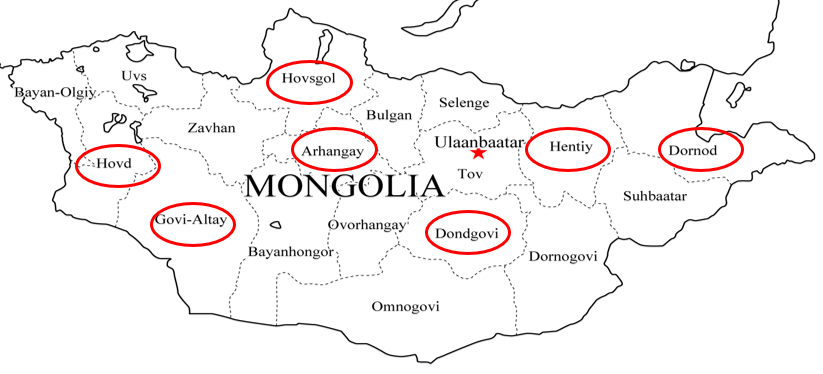 Hovsgol
Uvs
Bayan-Olgiy
Selenge
Bulgan
Zavhan
Ulaanbaatar
Hentiy
Arhangay
Dornod
Hovd
Tov
MONGOLIA
Suhbaatar
Govi-Altay
Ovorhangay
Dondgovi
Bayanhongor
Dornogovi
Omnogovi